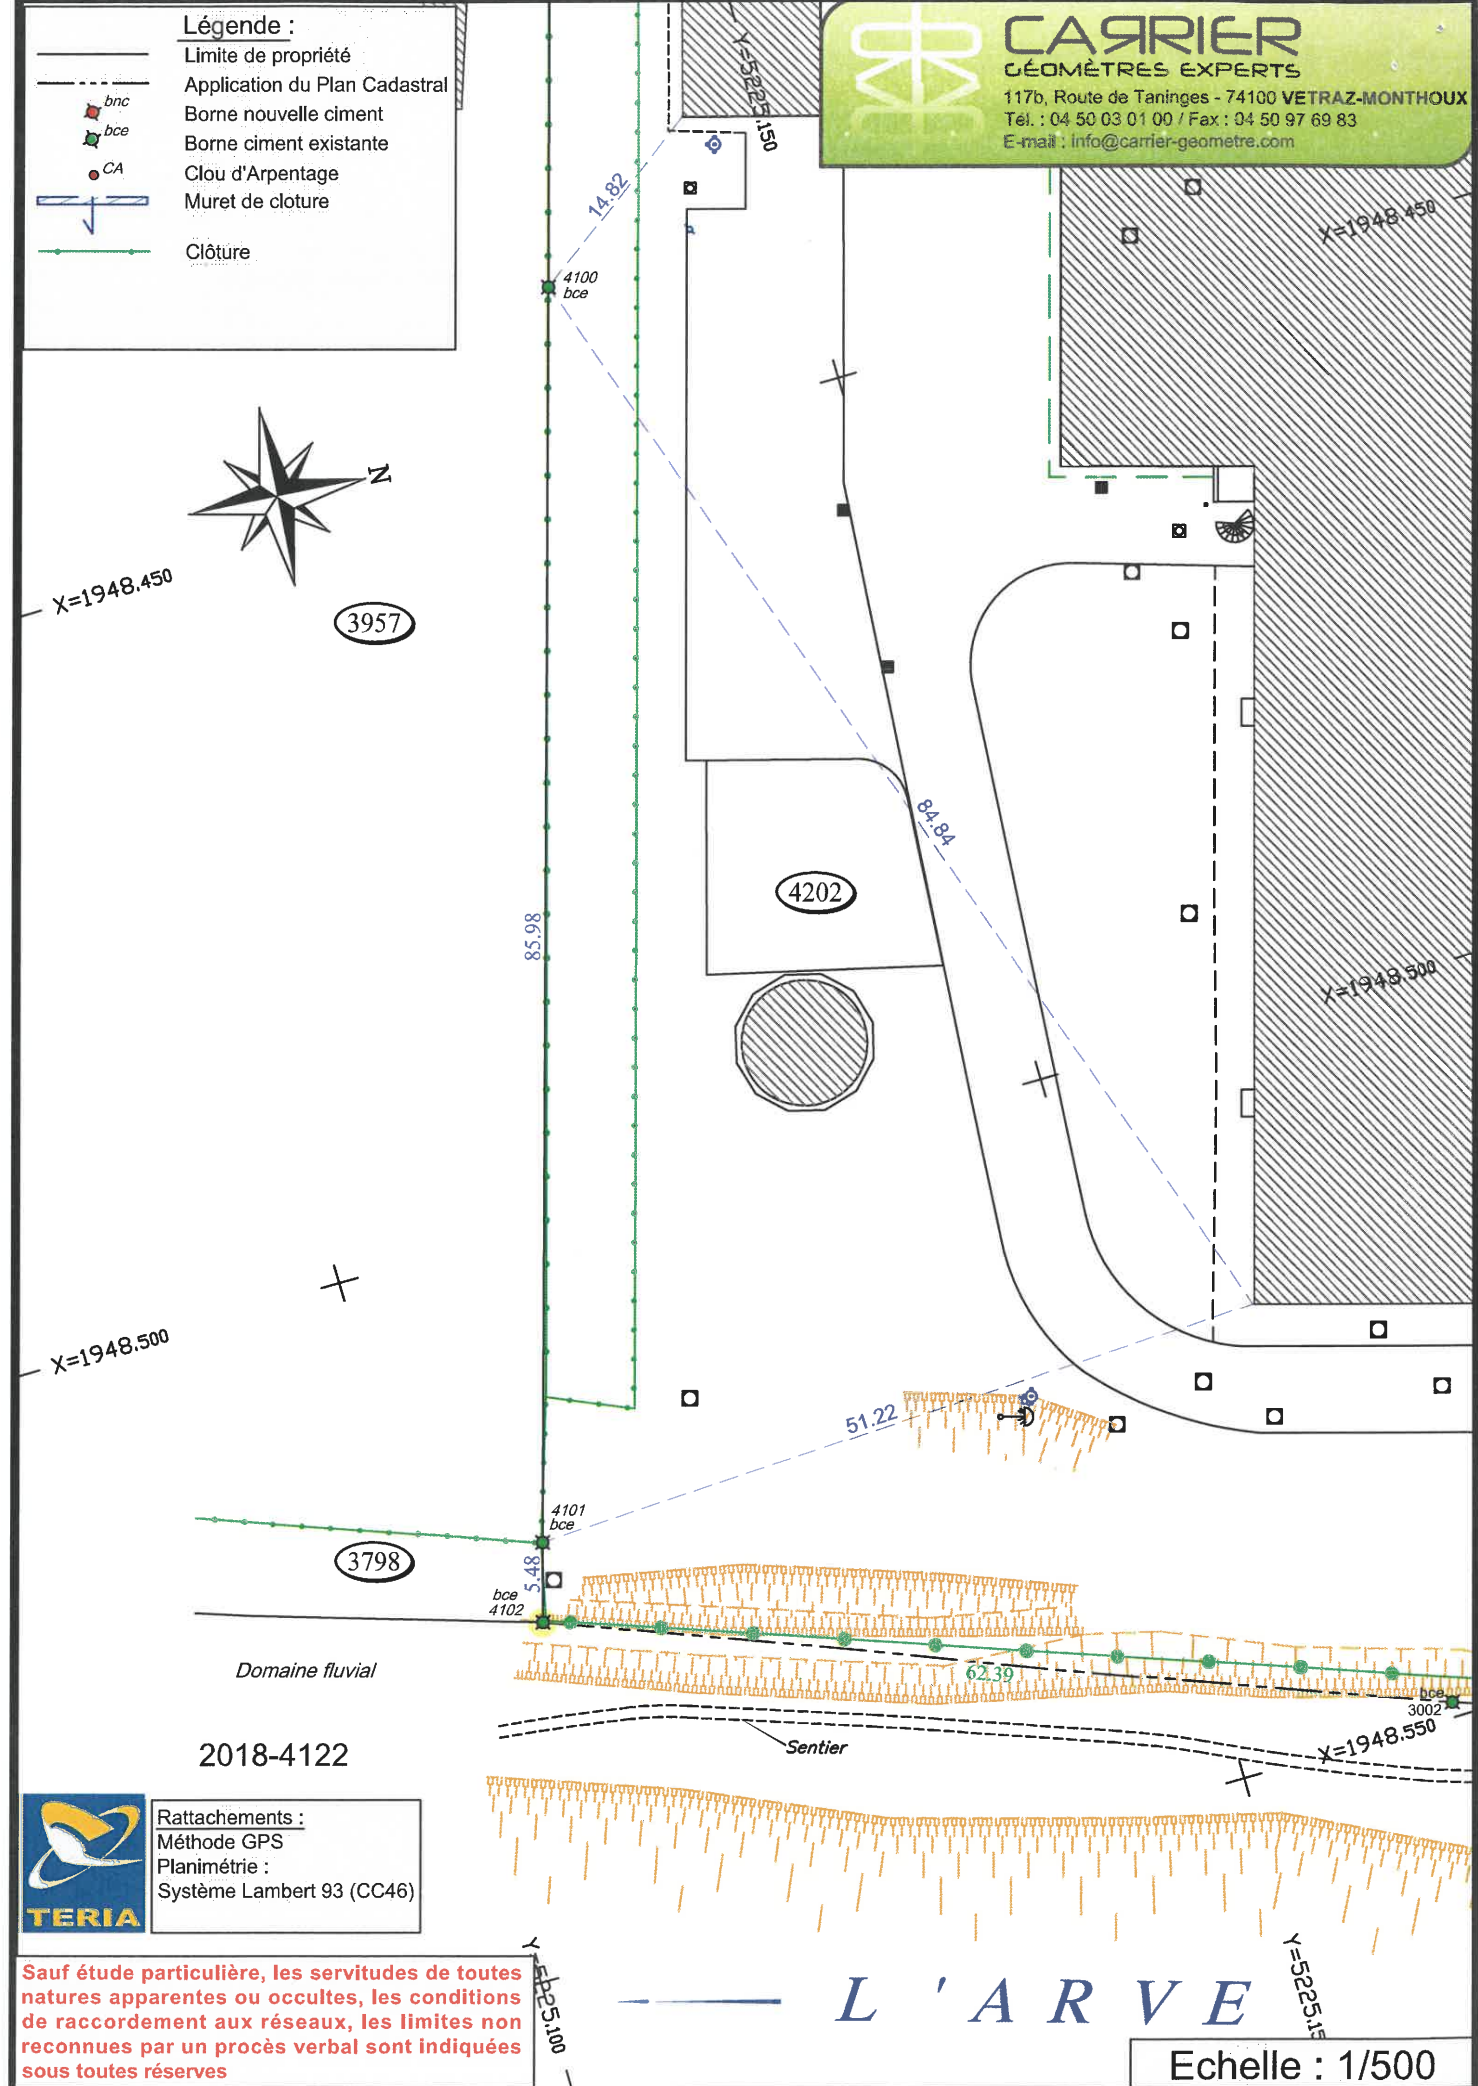 Légende :
Limite de propriété
Application du Plan Cadastral
bnc
Borne nouvelle ciment
bce
Borne ciment existante
CA
Clou d'Arpentage
Muret de cloture
Clôture
CARRIER
GÉOMÈTRES EXPERTS
117b, Route de Taninges - 74100 VETRAZ-MONTHOUX
Tél. : 04 50 03 01 00 / Fax : 04 50 97 69 83
E-mail : info@carrier-geometre.com
Y=5225.150
14.82
X=1948.450
4100
bce
N
X=1948.450
3957
84.84
4202
85.98
X=1948.500
X=1948.500
51.22
4101
bce
3798
5.48
bce
4102
Domaine fluvial
62.39
bce
3002
X=1948.550
Sentier
2018-4122
TERIA
Rattachements :
Méthode GPS
Planimétrie :
Système Lambert 93 (CC46)
Y=5225.100
L'ARVE
Y=5225.15
Sauf étude particulière, les servitudes de toutes
natures apparentes ou occultes, les conditions
de raccordement aux réseaux, les limites non
reconnues par un procès verbal sont indiquées
sous toutes réserves
Echelle : 1/500